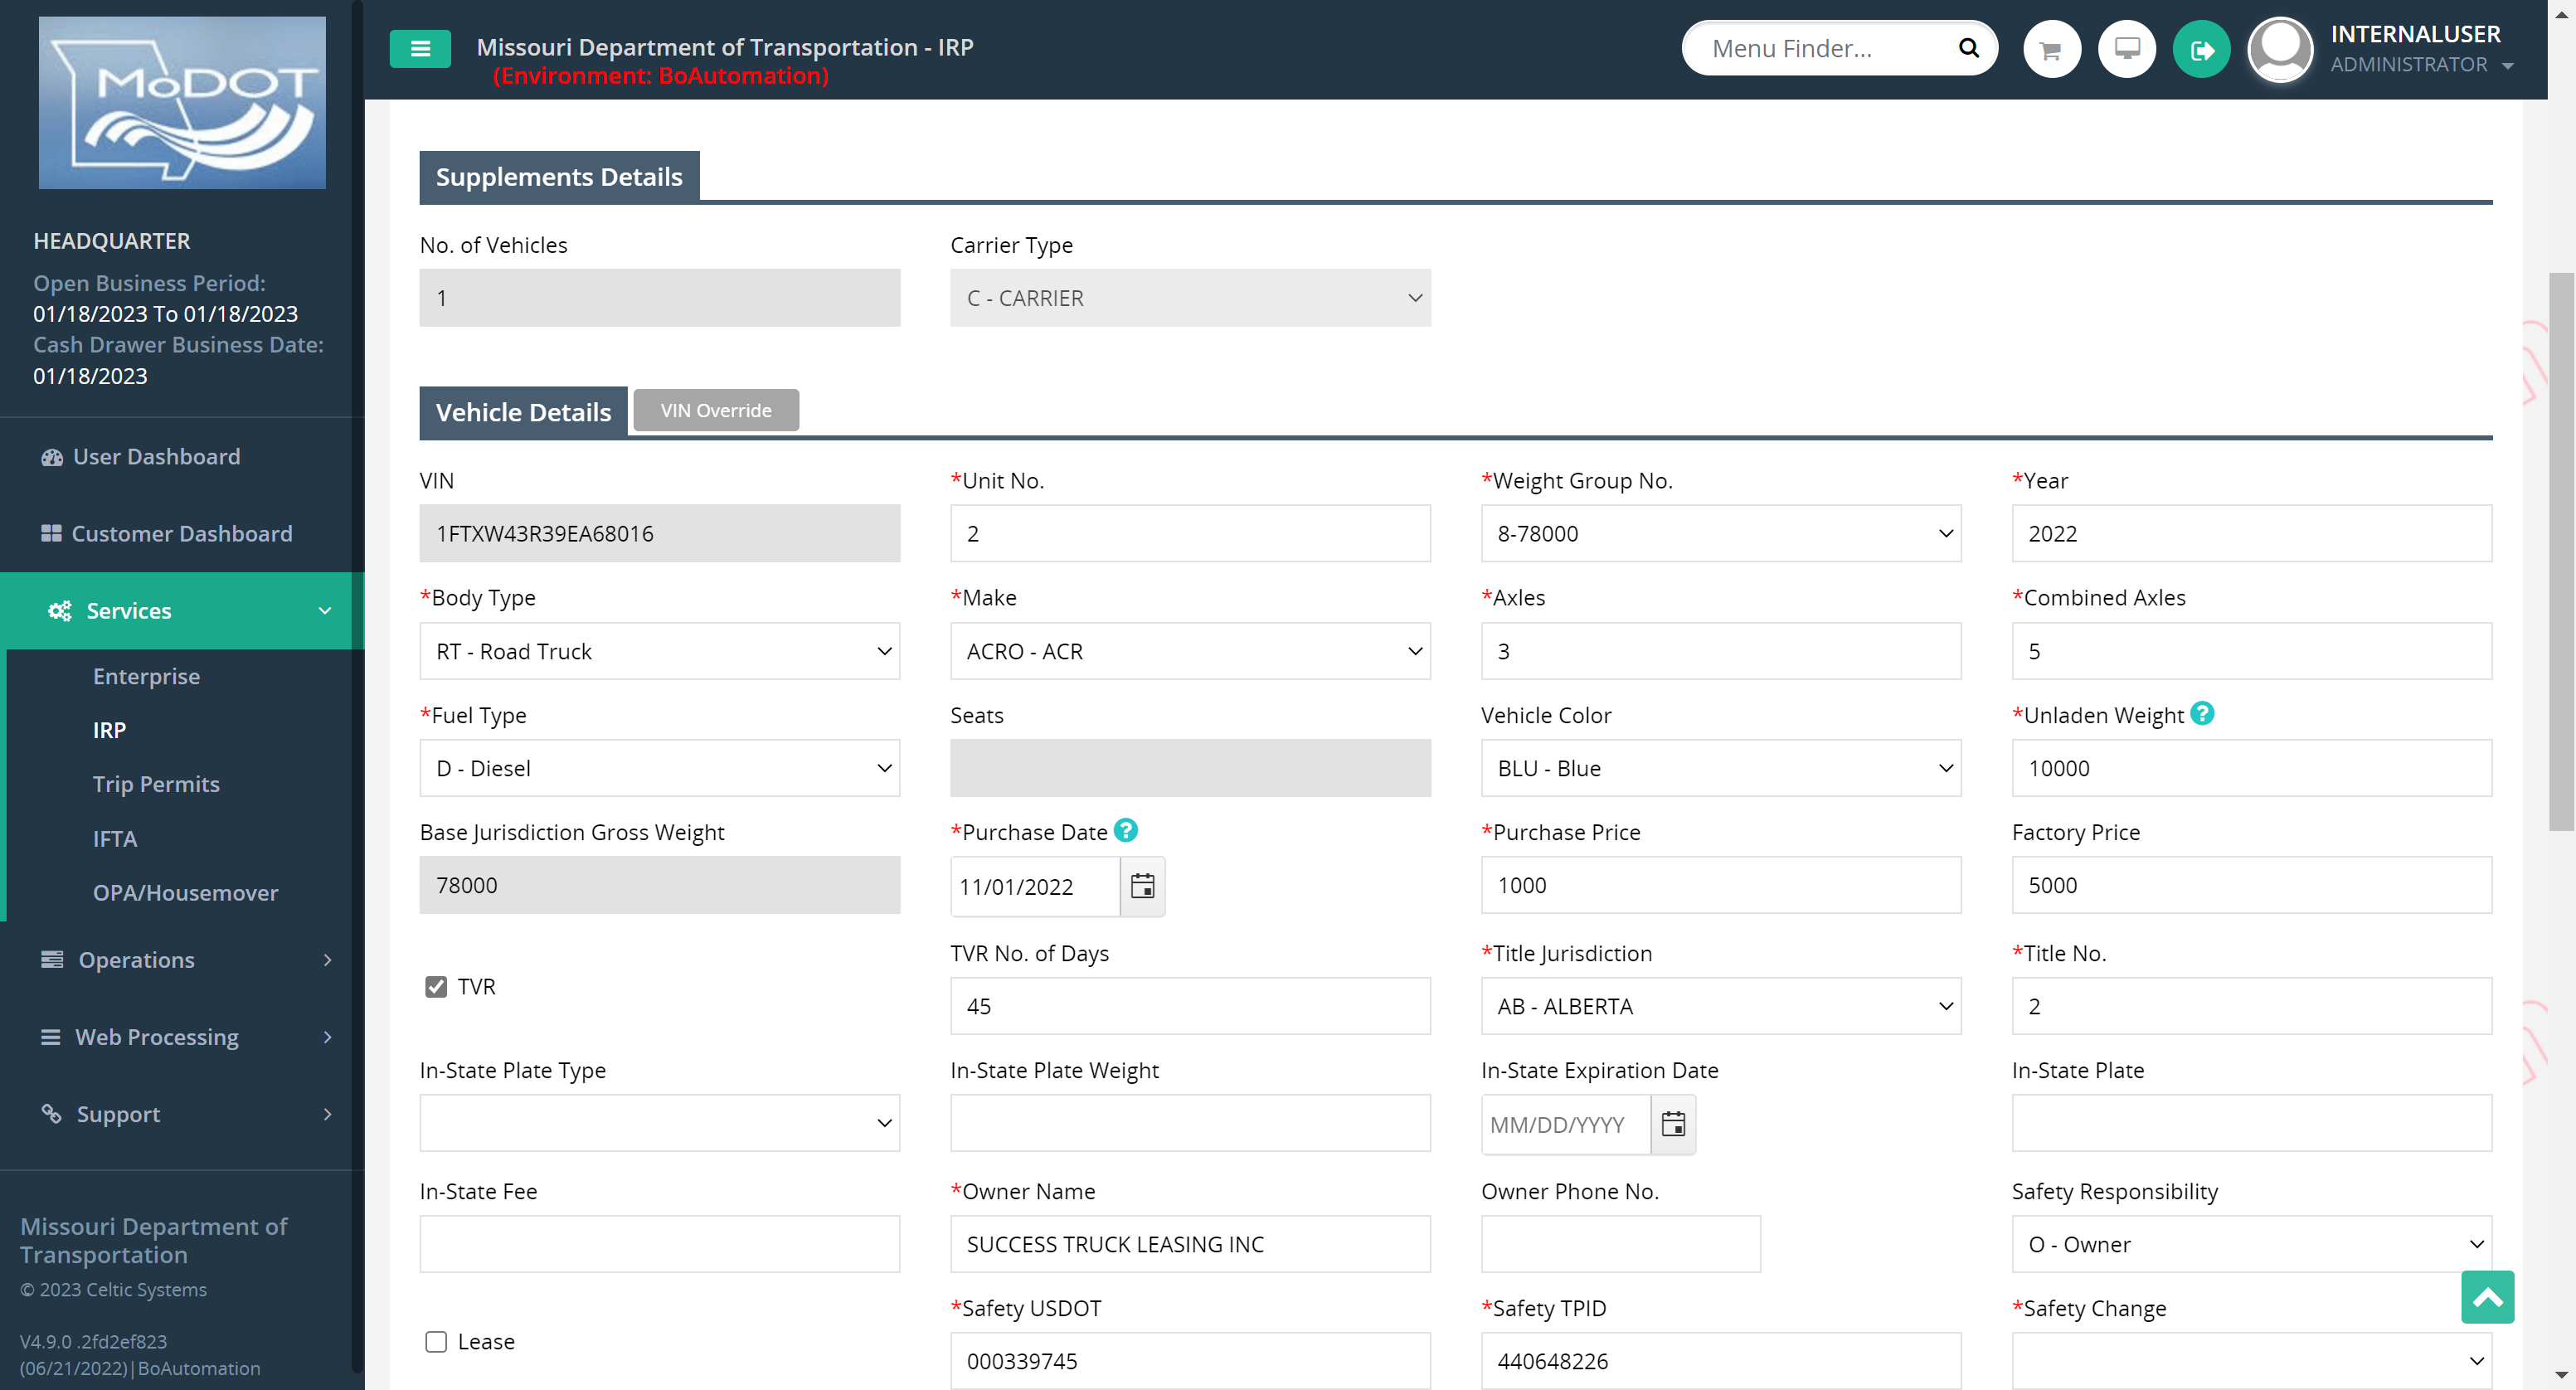 MoDOT
Missouri Department of Transportation - IRP
(Environment: BoAutomation)
Menu Finder...
INTERNALUSER
ADMINISTRATOR
HEADQUARTER
Open Business Period:
01/18/2023 To 01/18/2023
Cash Drawer Business Date:
01/18/2023
User Dashboard
Customer Dashboard
Services
Enterprise
IRP
Trip Permits
IFTA
OPA/Housemover
Operations
Web Processing
Support
Missouri Department of
Transportation
© 2023 Celtic Systems
V4.9.0 .2fd2ef823
(06/21/2022)|BoAutomation
Supplements Details
No. of Vehicles
Carrier Type
1
C - CARRIER
Vehicle Details
VIN Override
VIN
*Unit No.
*Weight Group No.
*Year
1FTXW43R39EA68016
2
8-78000
2022
*Body Type
*Make
*Axles
*Combined Axles
RT - Road Truck
ACRO - ACR
3
5
*Fuel Type
Seats
Vehicle Color
*Unladen Weight ?
D - Diesel
BLU - Blue
10000
Base Jurisdiction Gross Weight
*Purchase Date ?
*Purchase Price
Factory Price
78000
11/01/2022
1000
5000
TVR
TVR No. of Days
*Title Jurisdiction
*Title No.
45
AB - ALBERTA
2
In-State Plate Type
In-State Plate Weight
In-State Expiration Date
In-State Plate
MM/DD/YYYY
In-State Fee
*Owner Name
Owner Phone No.
Safety Responsibility
SUCCESS TRUCK LEASING INC
O - Owner
Lease
*Safety USDOT
*Safety TPID
*Safety Change
000339745
440648226